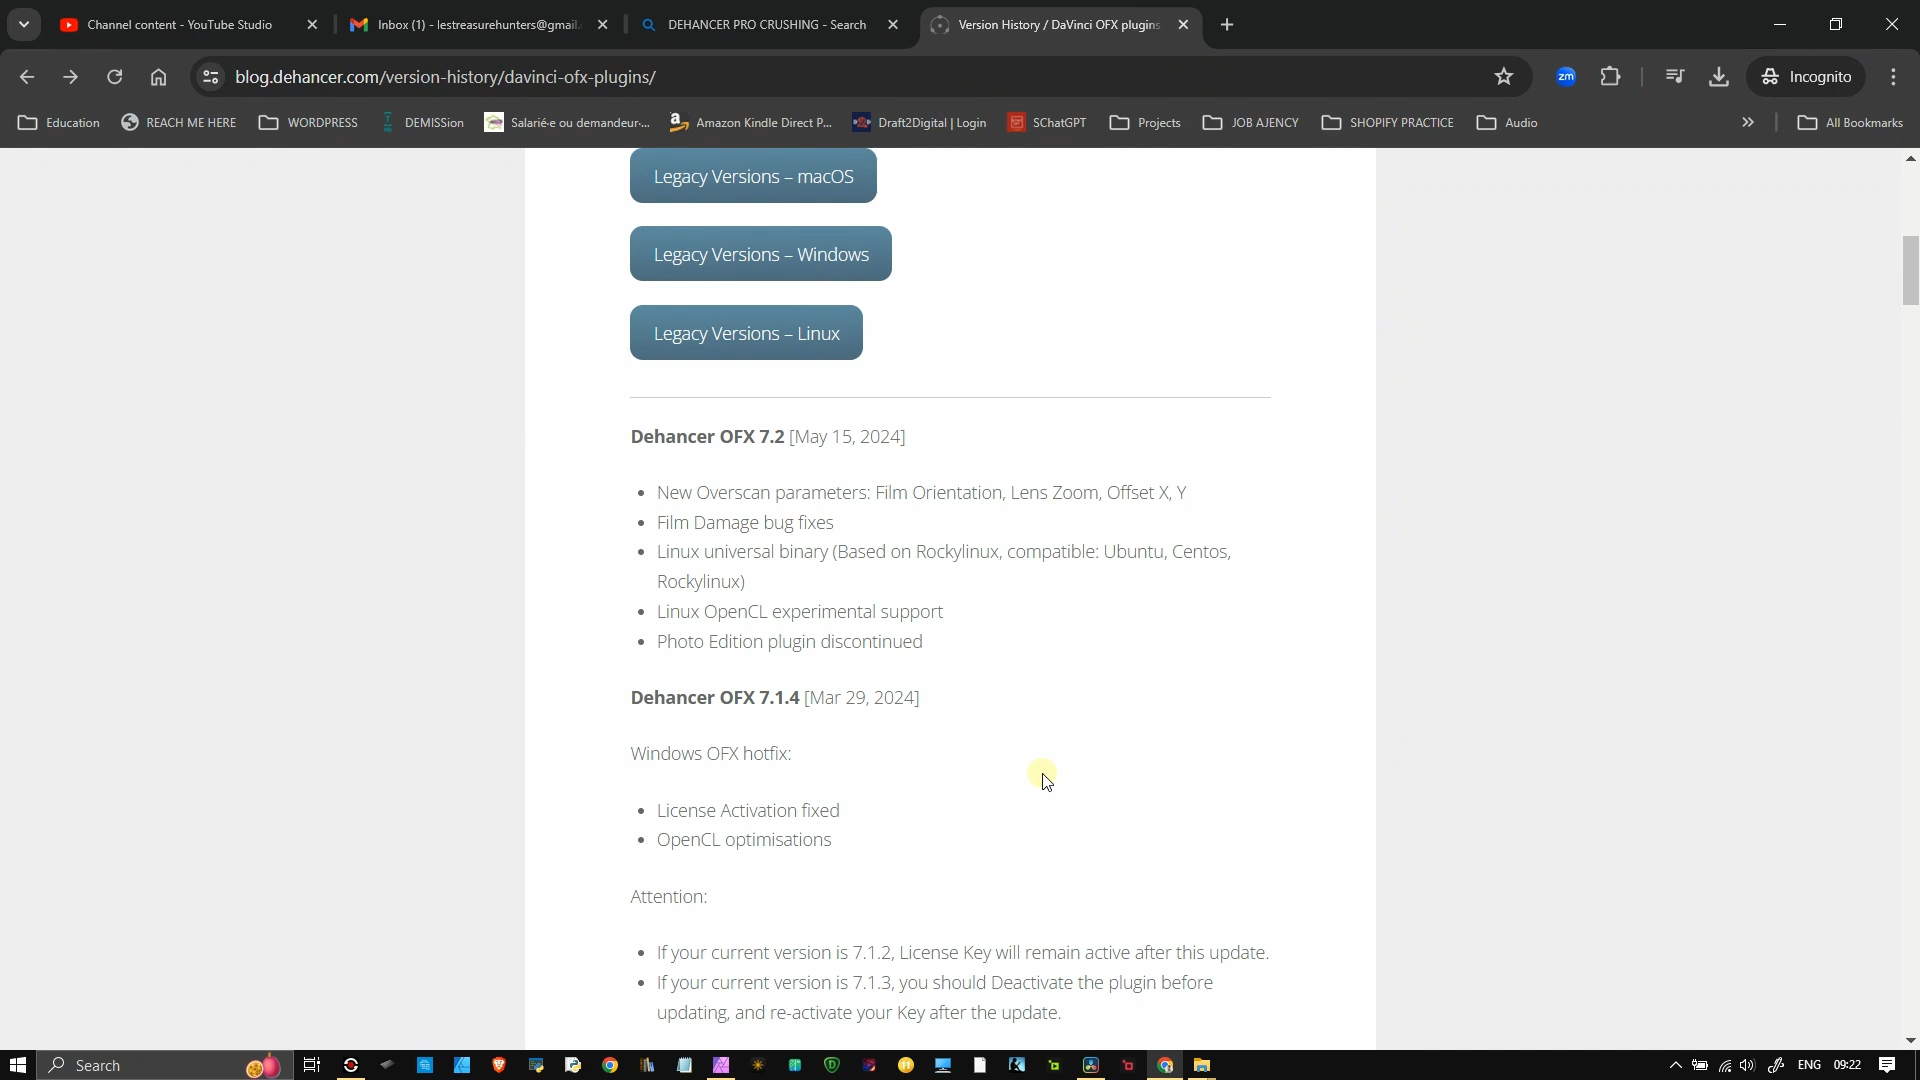 Channel content - YouTube Studio
Inbox (1) - lestreasurehunters@gmail.
DEHANCER PRO CRUSHING - Search
Version History / DaVinci OFX plugins
blog.dehancer.com/version-history/davinci-ofx-plugins/
zm
Incognito
Education
REACH ME HERE
WORDPRESS
DEMISSion
Salarié·e ou demandeur·...
Amazon Kindle Direct P...
Draft2Digital | Login
SChatGPT
Projects
JOB AJENCY
SHOPIFY PRACTICE
Audio
All Bookmarks
Legacy Versions – macOS
Legacy Versions – Windows
Legacy Versions – Linux
Dehancer OFX 7.2 [May 15, 2024]
• New Overscan parameters: Film Orientation, Lens Zoom, Offset X, Y
• Film Damage bug fixes
• Linux universal binary (Based on Rockylinux, compatible: Ubuntu, Centos,
Rockylinux)
• Linux OpenCL experimental support
• Photo Edition plugin discontinued
Dehancer OFX 7.1.4 [Mar 29, 2024]
Windows OFX hotfix:
• License Activation fixed
• OpenCL optimisations
Attention:
• If your current version is 7.1.2, License Key will remain active after this update.
• If your current version is 7.1.3, you should Deactivate the plugin before
updating, and re-activate your Key after the update.
Search
ENG
09:22